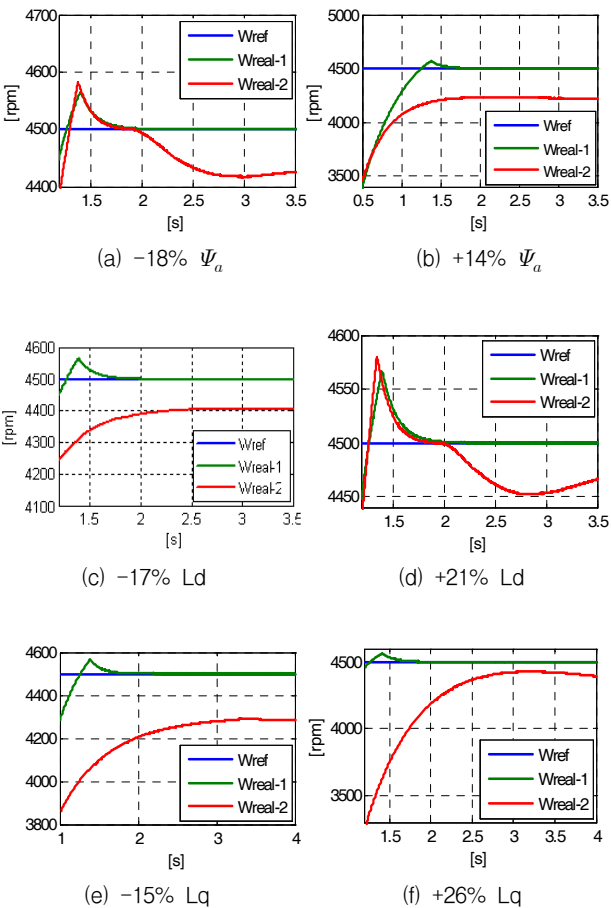 4700
4600
4500
4400
[rpm]
Wref
Wreal-1
Wreal-2
1.5 2 2.5 3 3.5
[s]
(a) -18% Ψa
5000
4500
4000
3500
[rpm]
Wref
Wreal-1
Wreal-2
0.5 1 1.5 2 2.5 3 3.5
[s]
(b) +14% Ψa
4600
4500
4400
4300
4200
4100
[rpm]
Wref
Wreal-1
Wreal-2
1.5 2 2.5 3 3.5
[s]
(c) -17% Ld
4600
4550
4500
4450
[rpm]
Wref
Wreal-1
Wreal-2
1.5 2 2.5 3 3.5
[s]
(d) +21% Ld
4600
4400
4200
4000
3800
[rpm]
Wref
Wreal-1
Wreal-2
1 2 3 4
[s]
(e) -15% Lq
4500
4000
3500
[rpm]
Wref
Wreal-1
Wreal-2
1.5 2 2.5 3 3.5 4
[s]
(f) +26% Lq